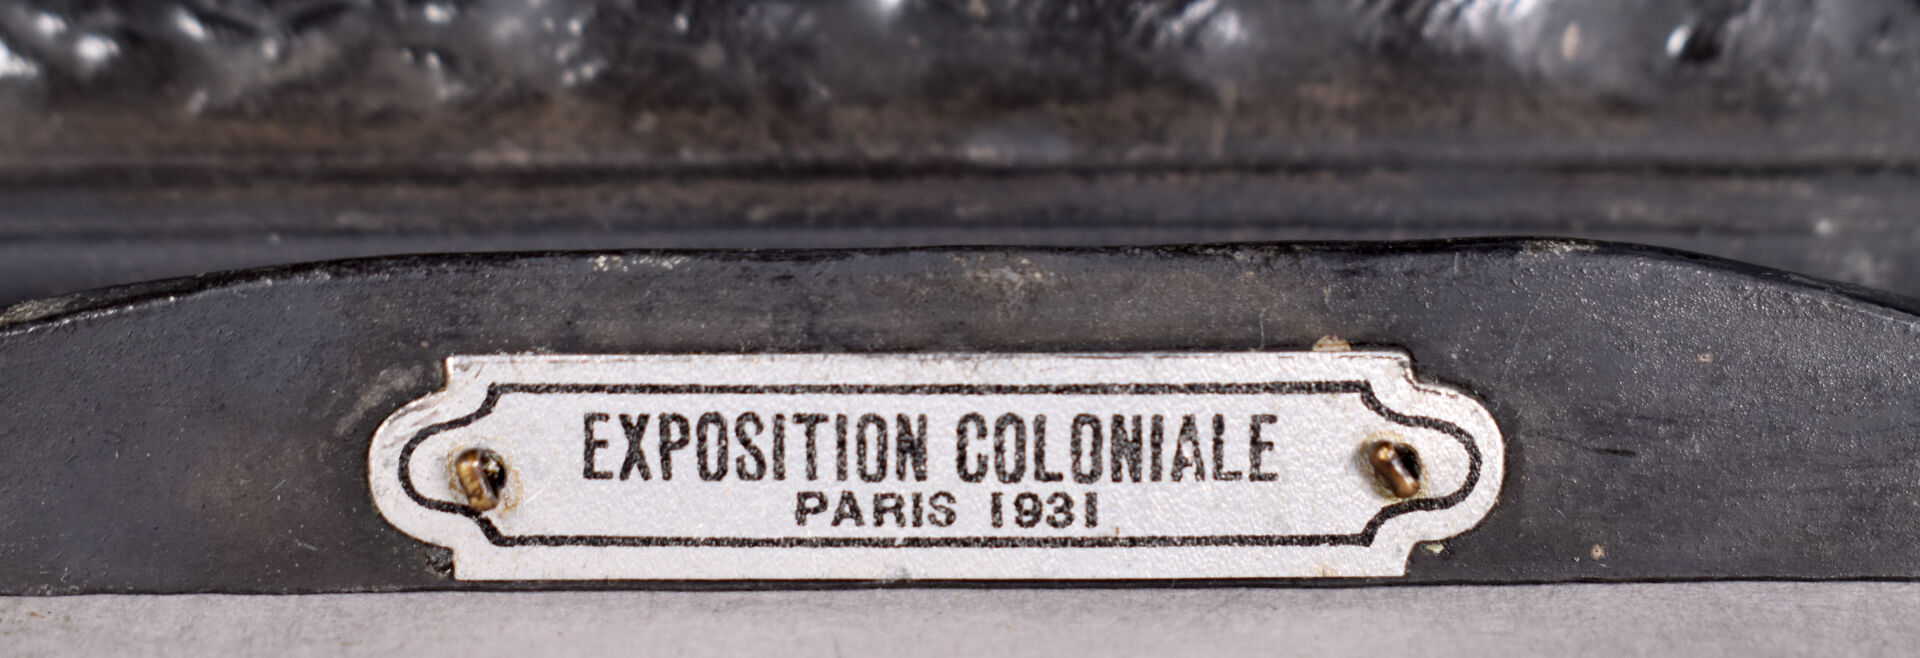 EXPOSITION COLONIALE
PARIS 1931